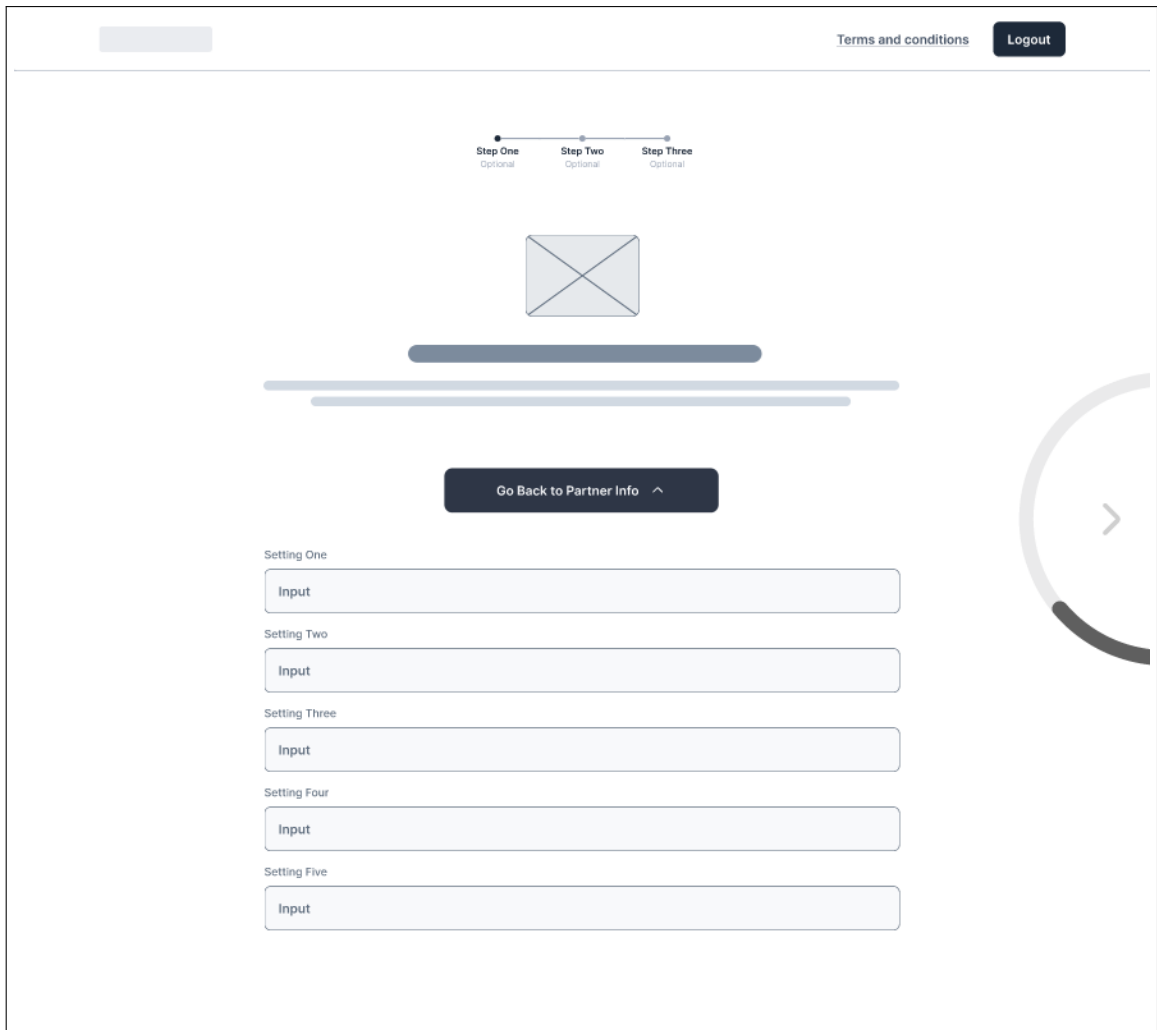 Terms and conditions Logout
Step One Step Two Step Three
Optional Optional Optional
Go Back to Partner Info
Setting One
Input
Setting Two
Input
Setting Three
Input
Setting Four
Input
Setting Five
Input